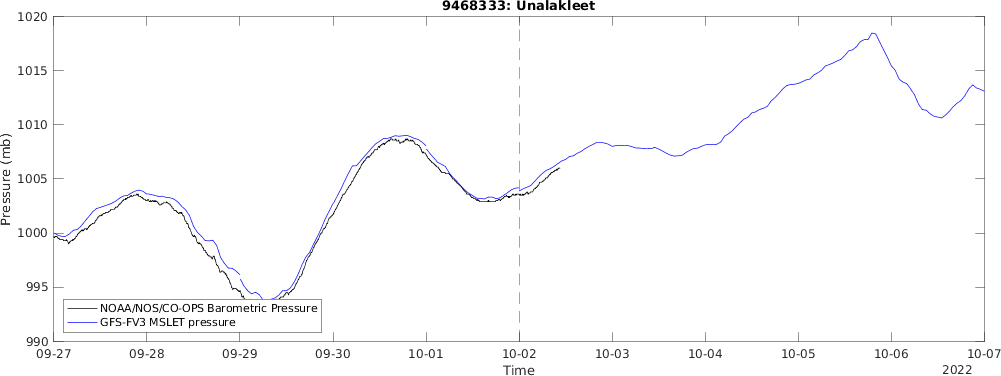 9468333: Unalakleet
1020
1015
1010
1005
1000
995
990
Pressure (mb)
NOAA/NOS/CO-OPS Barometric Pressure
GFS-FV3 MSLET pressure
09-27 09-28 09-29 09-30 10-01 10-02 10-03 10-04 10-05 10-06 10-07
Time
2022